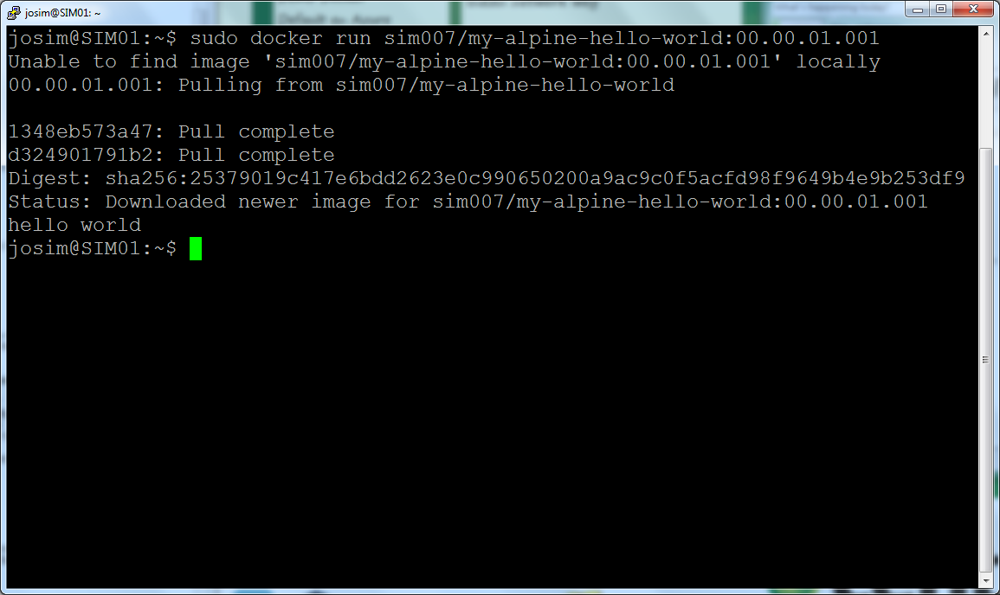 josim@SIM01: ~
josim@SIM01:~$ sudo docker run sim007/my-alpine-hello-world:00.00.01.001
Unable to find image 'sim007/my-alpine-hello-world:00.00.01.001' locally
00.00.01.001: Pulling from sim007/my-alpine-hello-world
1348eb573a47: Pull complete
d324901791b2: Pull complete
Digest: sha256:25379019c417e6bdd2623e0c990650200a9ac9c0f5acfd98f9649b4e9b253df9
Status: Downloaded newer image for sim007/my-alpine-hello-world:00.00.01.001
hello world
josim@SIM01:~$